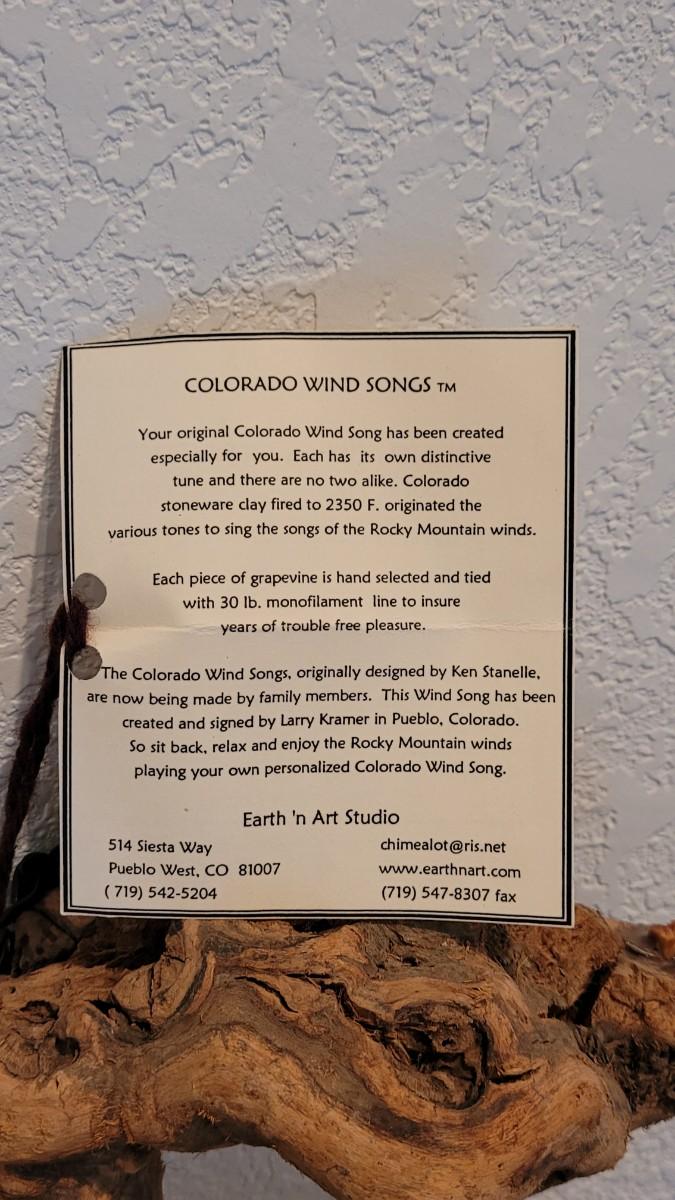 COLORADO WIND SONGS TM
Your original Colorado Wind Song has been created
especially for you. Each has its own distinctive
tune and there are no two alike. Colorado
stoneware clay fired to 2350 F. originated the
various tones to sing the songs of the Rocky Mountain winds.
Each piece of grapevine is hand selected and tied
with 30 lb. monofilament line to insure
years of trouble free pleasure.
The Colorado Wind Songs, originally designed by Ken Stanelle,
are now being made by family members. This Wind Song has been
created and signed by Larry Kramer in Pueblo, Colorado.
So sit back, relax and enjoy the Rocky Mountain winds
playing your own personalized Colorado Wind Song.
Earth 'n Art Studio
514 Siesta Way
Pueblo West, CO 81007
( 719) 542-5204
chimealot@ris.net
www.earthnart.com
(719) 547-8307 fax